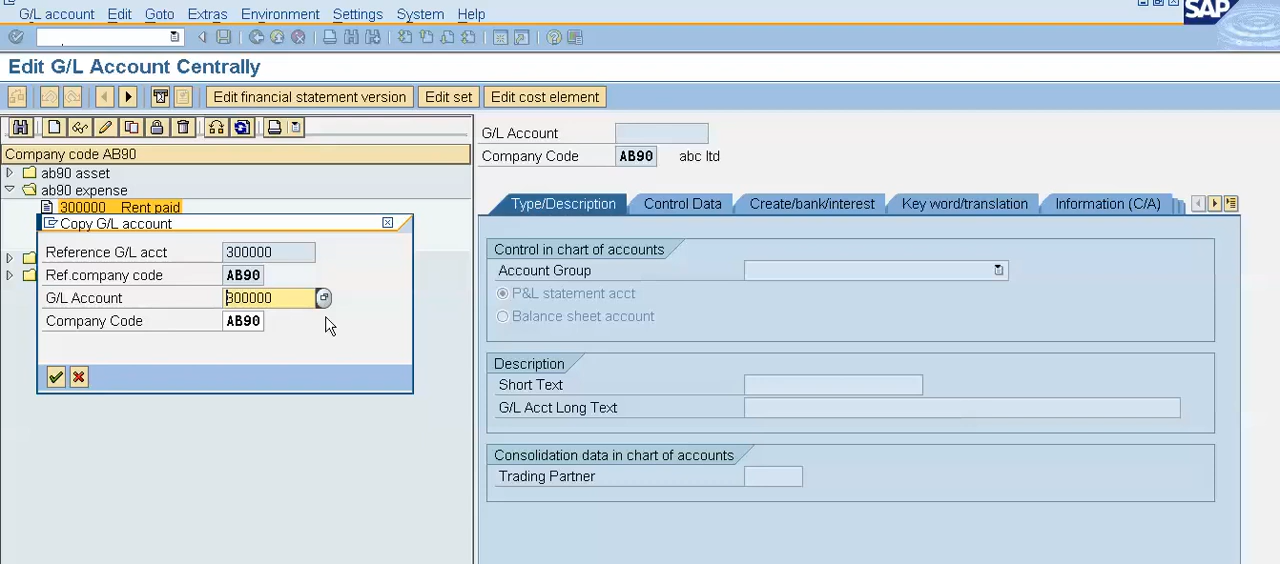 G/L account Edit Goto Extras Environment Settings System Help
SAP
Edit G/L Account Centrally
Edit financial statement version Edit set Edit cost element
Company code AB90
ab90 asset
ab90 expense
300000 Rent paid
Copy G/L account
Reference G/L acct 300000
Ref.company code AB90
G/L Account 300000
Company Code AB90
G/L Account
Company Code AB90 abc ltd
Type/Description Control Data Create/bank/interest Key word/translation Information (C/A)
Control in chart of accounts
Account Group
P&L statement acct
Balance sheet account
Description
Short Text
G/L Acct Long Text
Consolidation data in chart of accounts
Trading Partner